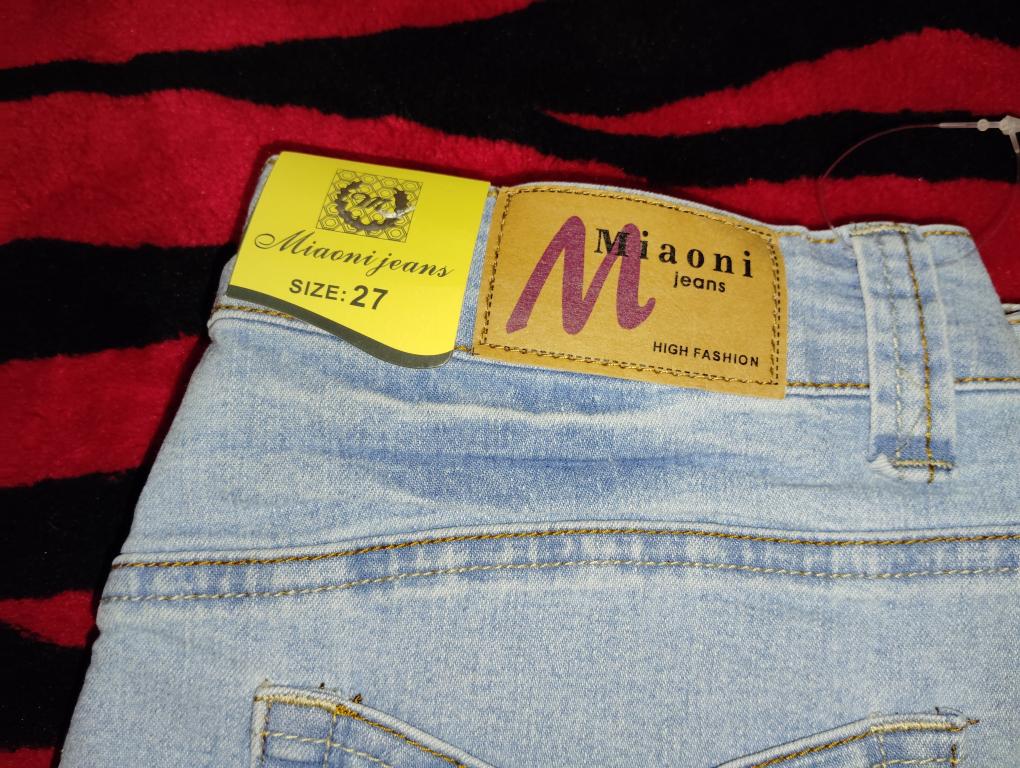 m
Miaonijeans
SIZE: 27
M
Miaoni
jeans
HIGH FASHION